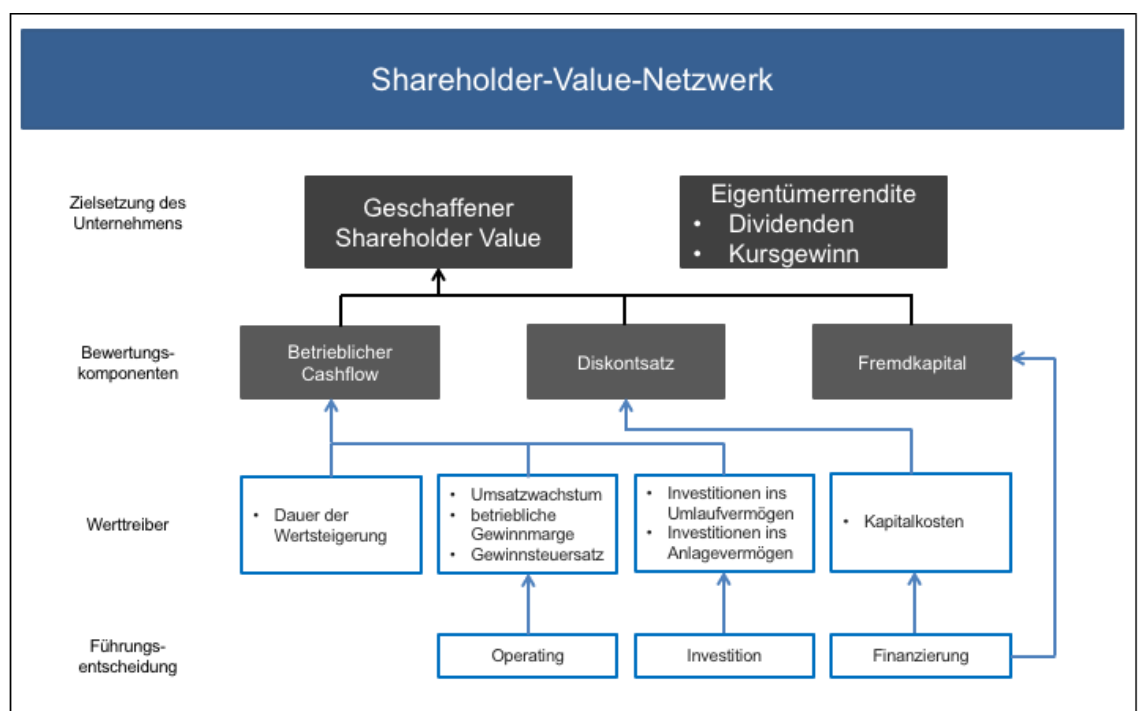 Shareholder-Value-Netzwerk
Zielsetzung des
Unternehmens
Geschaffener
Shareholder Value
Eigentümerrendite
• Dividenden
• Kursgewinn
Bewertungs-
komponenten
Betrieblicher
Cashflow
Diskontsatz
Fremdkapital
Werttreiber
• Dauer der
Wertsteigerung
• Umsatzwachstum
• betriebliche
Gewinnmarge
• Gewinnsteuersatz
• Investitionen ins
Umlaufvermögen
• Investitionen ins
Anlagevermögen
• Kapitalkosten
Führungs-
entscheidung
Operating
Investition
Finanzierung